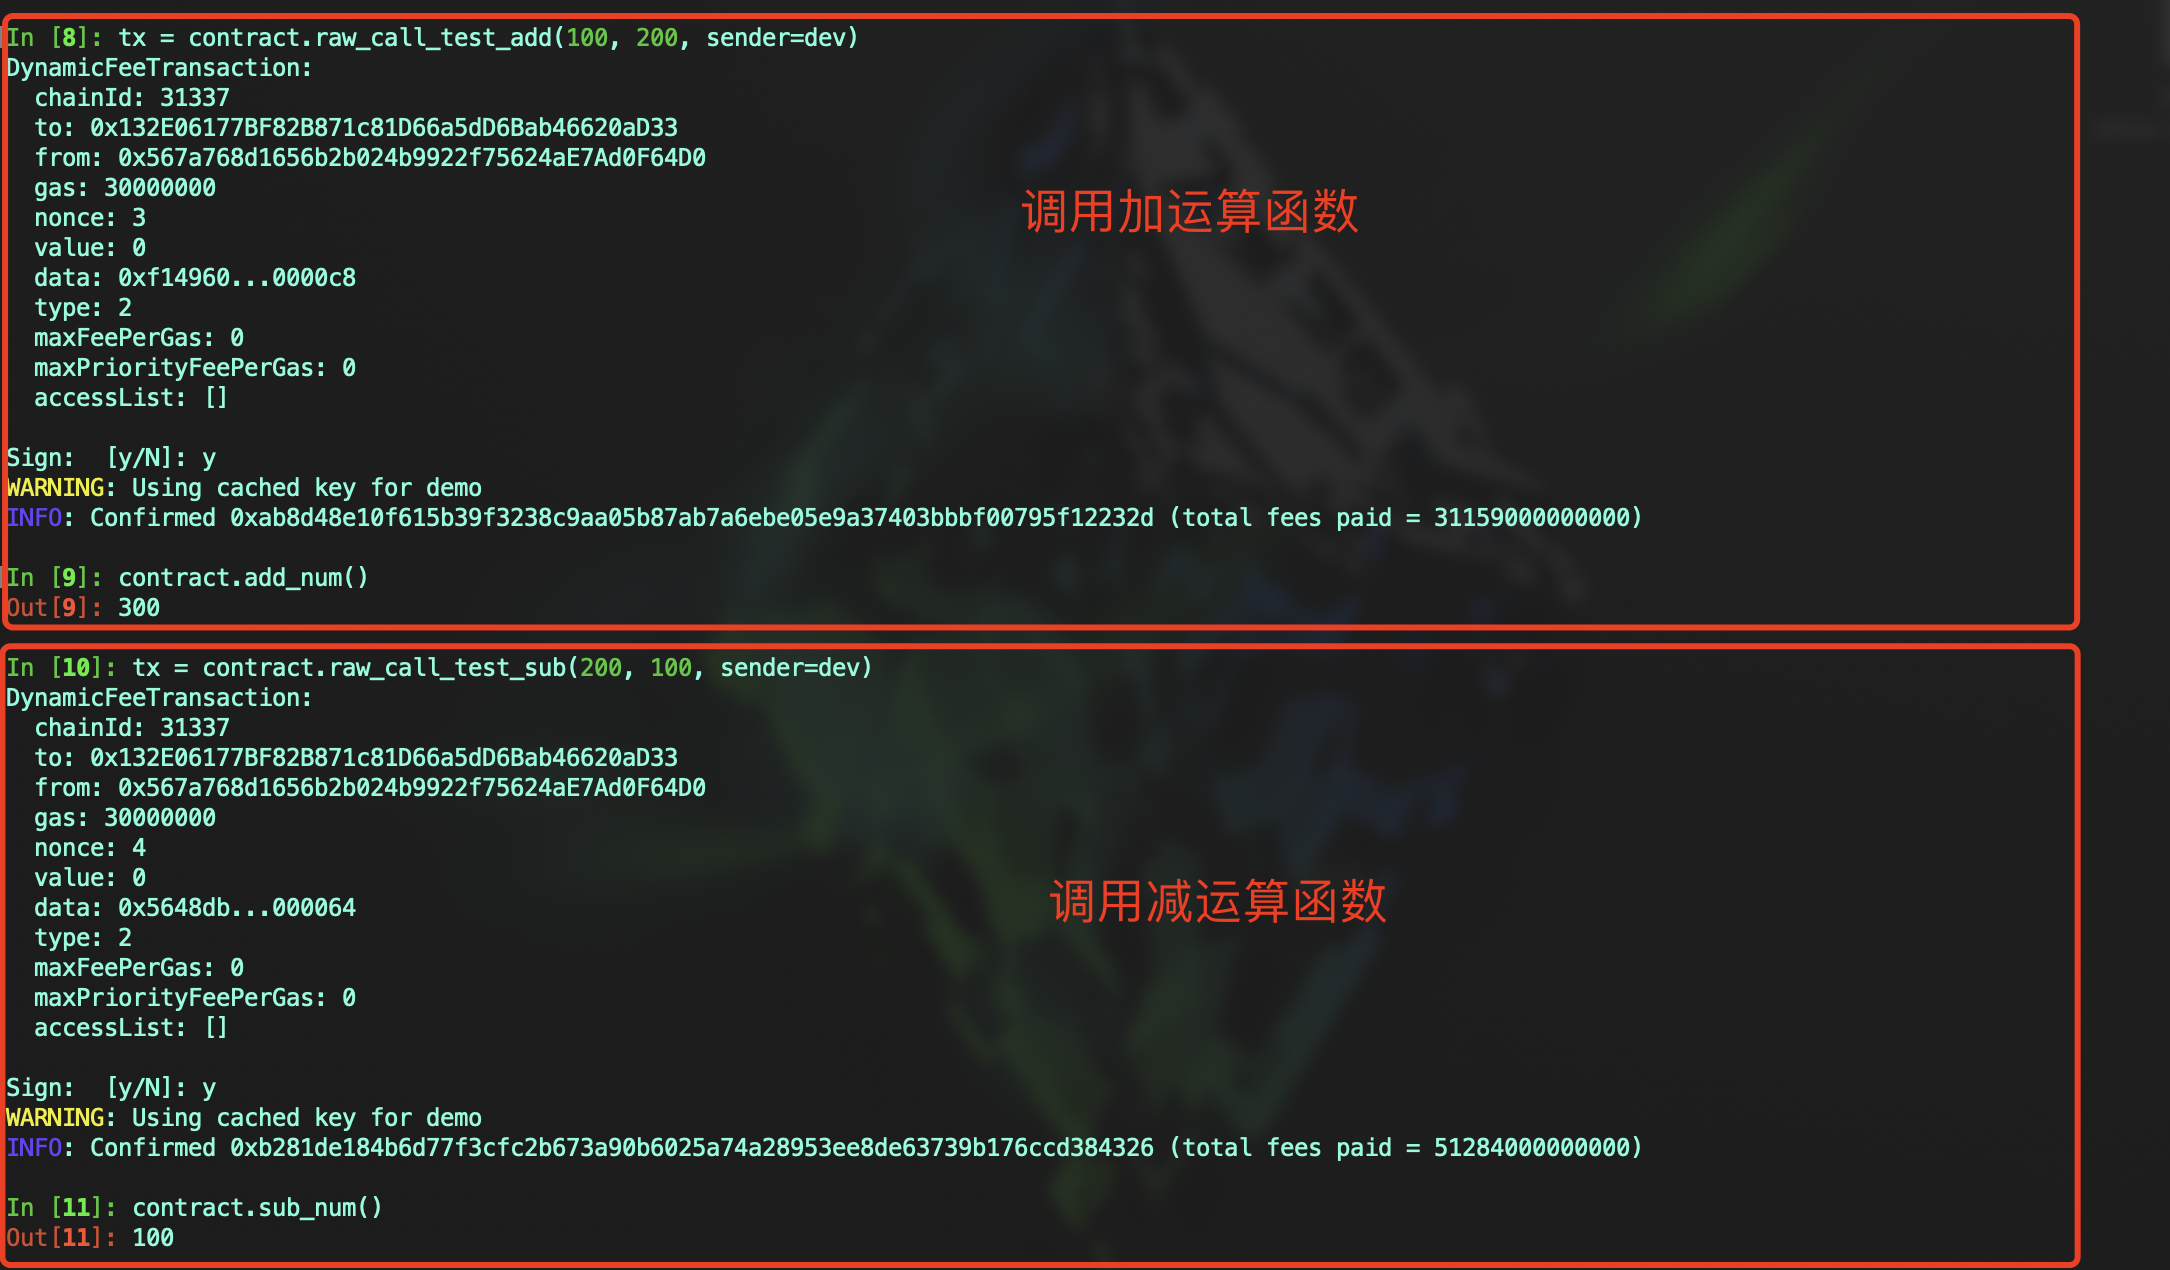 In [8]: tx = contract.raw_call_test_add(100, 200, sender=dev)
DynamicFeeTransaction:
  chainId: 31337
  to: 0x132E06177BF82B871c81D66a5dD6Bab46620aD33
  from: 0x567a768d1656b2b024b9922f75624aE7Ad0F64D0
  gas: 30000000
  nonce: 3
  value: 0
  data: 0xf14960...0000c8
  type: 2
  maxFeePerGas: 0
  maxPriorityFeePerGas: 0
  accessList: []
调用加运算函数
Sign:  [y/N]: y
WARNING: Using cached key for demo
INFO: Confirmed 0xab8d48e10f615b39f3238c9aa05b87ab7a6ebe05e9a37403bbbf00795f12232d (total fees paid = 31159000000000)
In [9]: contract.add_num()
Out[9]: 300
In [10]: tx = contract.raw_call_test_sub(200, 100, sender=dev)
DynamicFeeTransaction:
  chainId: 31337
  to: 0x132E06177BF82B871c81D66a5dD6Bab46620aD33
  from: 0x567a768d1656b2b024b9922f75624aE7Ad0F64D0
  gas: 30000000
  nonce: 4
  value: 0
  data: 0x5648db...000064
  type: 2
  maxFeePerGas: 0
  maxPriorityFeePerGas: 0
  accessList: []
调用减运算函数
Sign:  [y/N]: y
WARNING: Using cached key for demo
INFO: Confirmed 0xb281de184b6d77f3cfc2b673a90b6025a74a28953ee8de63739b176ccd384326 (total fees paid = 51284000000000)
In [11]: contract.sub_num()
Out[11]: 100